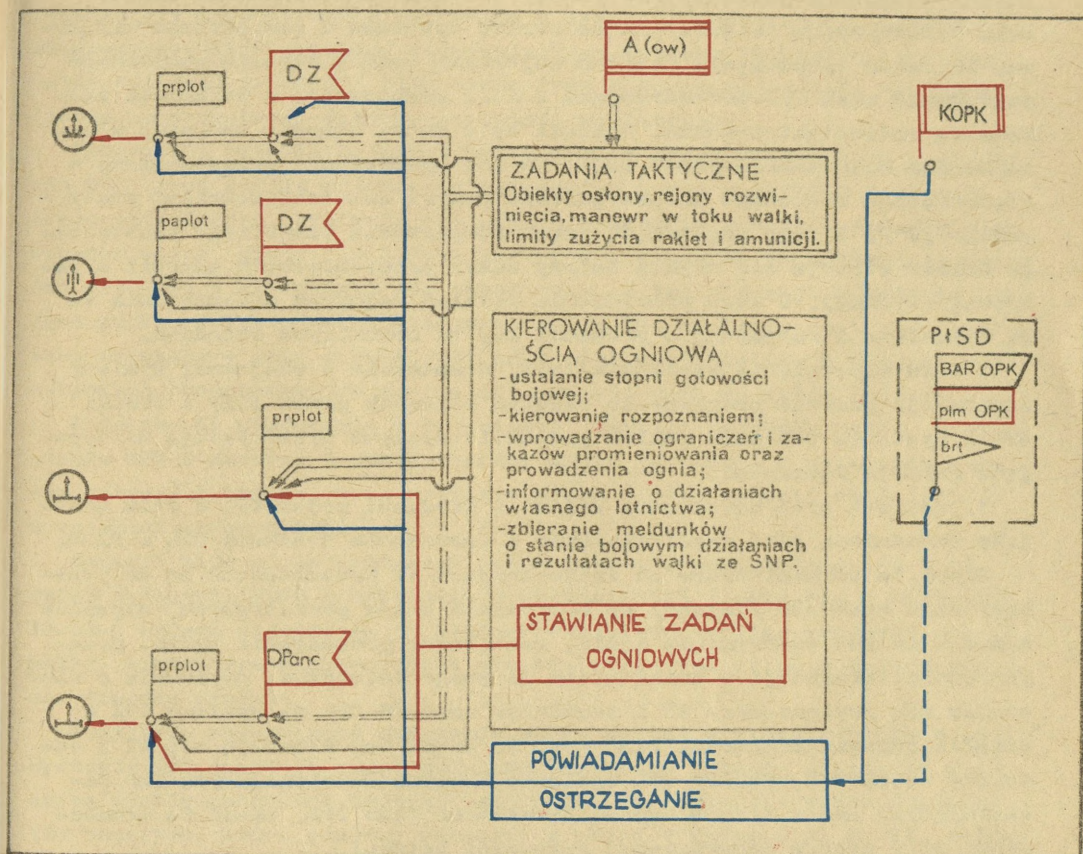 A (ow)
DZ
prplot
KOPK
ZADANIA TAKTYCZNE
Obiekty osłony, rejony rozwi-
nięcia, manewr w toku walki,
limity zużycia rakiet i amunicji.
paplot
DZ
KIEROWANIE DZIAŁALNO-
ŚCIĄ OGNIOWĄ
-ustalanie stopni gotowości
bojowej;
-kierowanie rozpoznaniem;
-wprowadzanie ograniczeń i za-
kazów promieniowania oraz
prowadzenia ognia;
-informowanie o działaniach
własnego lotnictwa;
-zbieranie meldunków
o stanie bojowym działaniach
i rezultatach walki ze ŚNP.
PłSD
BAR OPK
plm OPK
brt
prplot
STAWIANIE ZADAŃ
OGNIOWYCH
prplot
DPanc
POWIADAMIANIE
OSTRZEGANIE